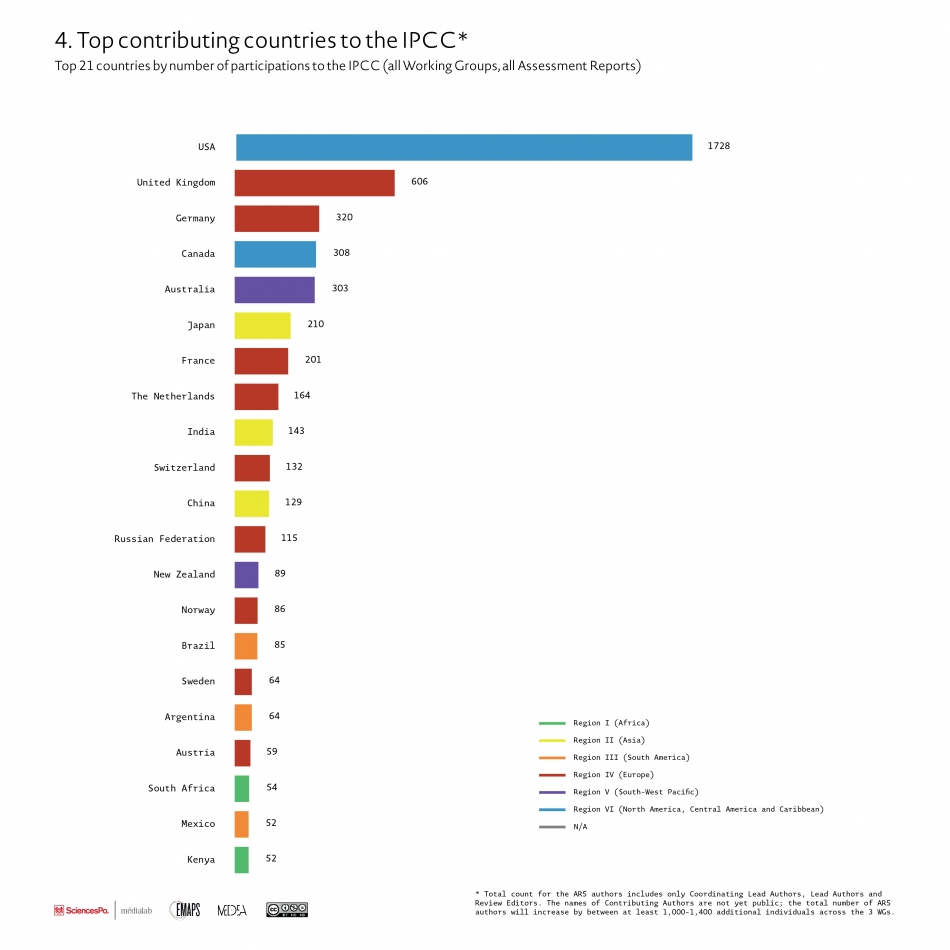 4. Top contributing countries to the IPCC*
Top 21 countries by number of participations to the IPCC (all Working Groups, all Assessment Reports)
USA 1728
United Kingdom 606
Germany 320
Canada 308
Australia 303
Japan 210
France 201
The Netherlands 164
India 143
Switzerland 132
China 129
Russian Federation 115
New Zealand 89
Norway 86
Brazil 85
Sweden 64
Argentina 64
Austria 59
South Africa 54
Mexico 52
Kenya 52
Region I (Africa)
Region II (Asia)
Region III (South America)
Region IV (Europe)
Region V (South-West Pacific)
Region VI (North America, Central America and Caribbean)
N/A
* Total count for the AR5 authors includes only Coordinating Lead Authors, Lead Authors and
Review Editors. The names of Contributing Authors are not yet public; the total number of AR5
authors will increase by between at least 1,000-1,400 additional individuals across the 3 WGs.
SciencesPo. médialab EMAPS MEDEA CC BY NC ND